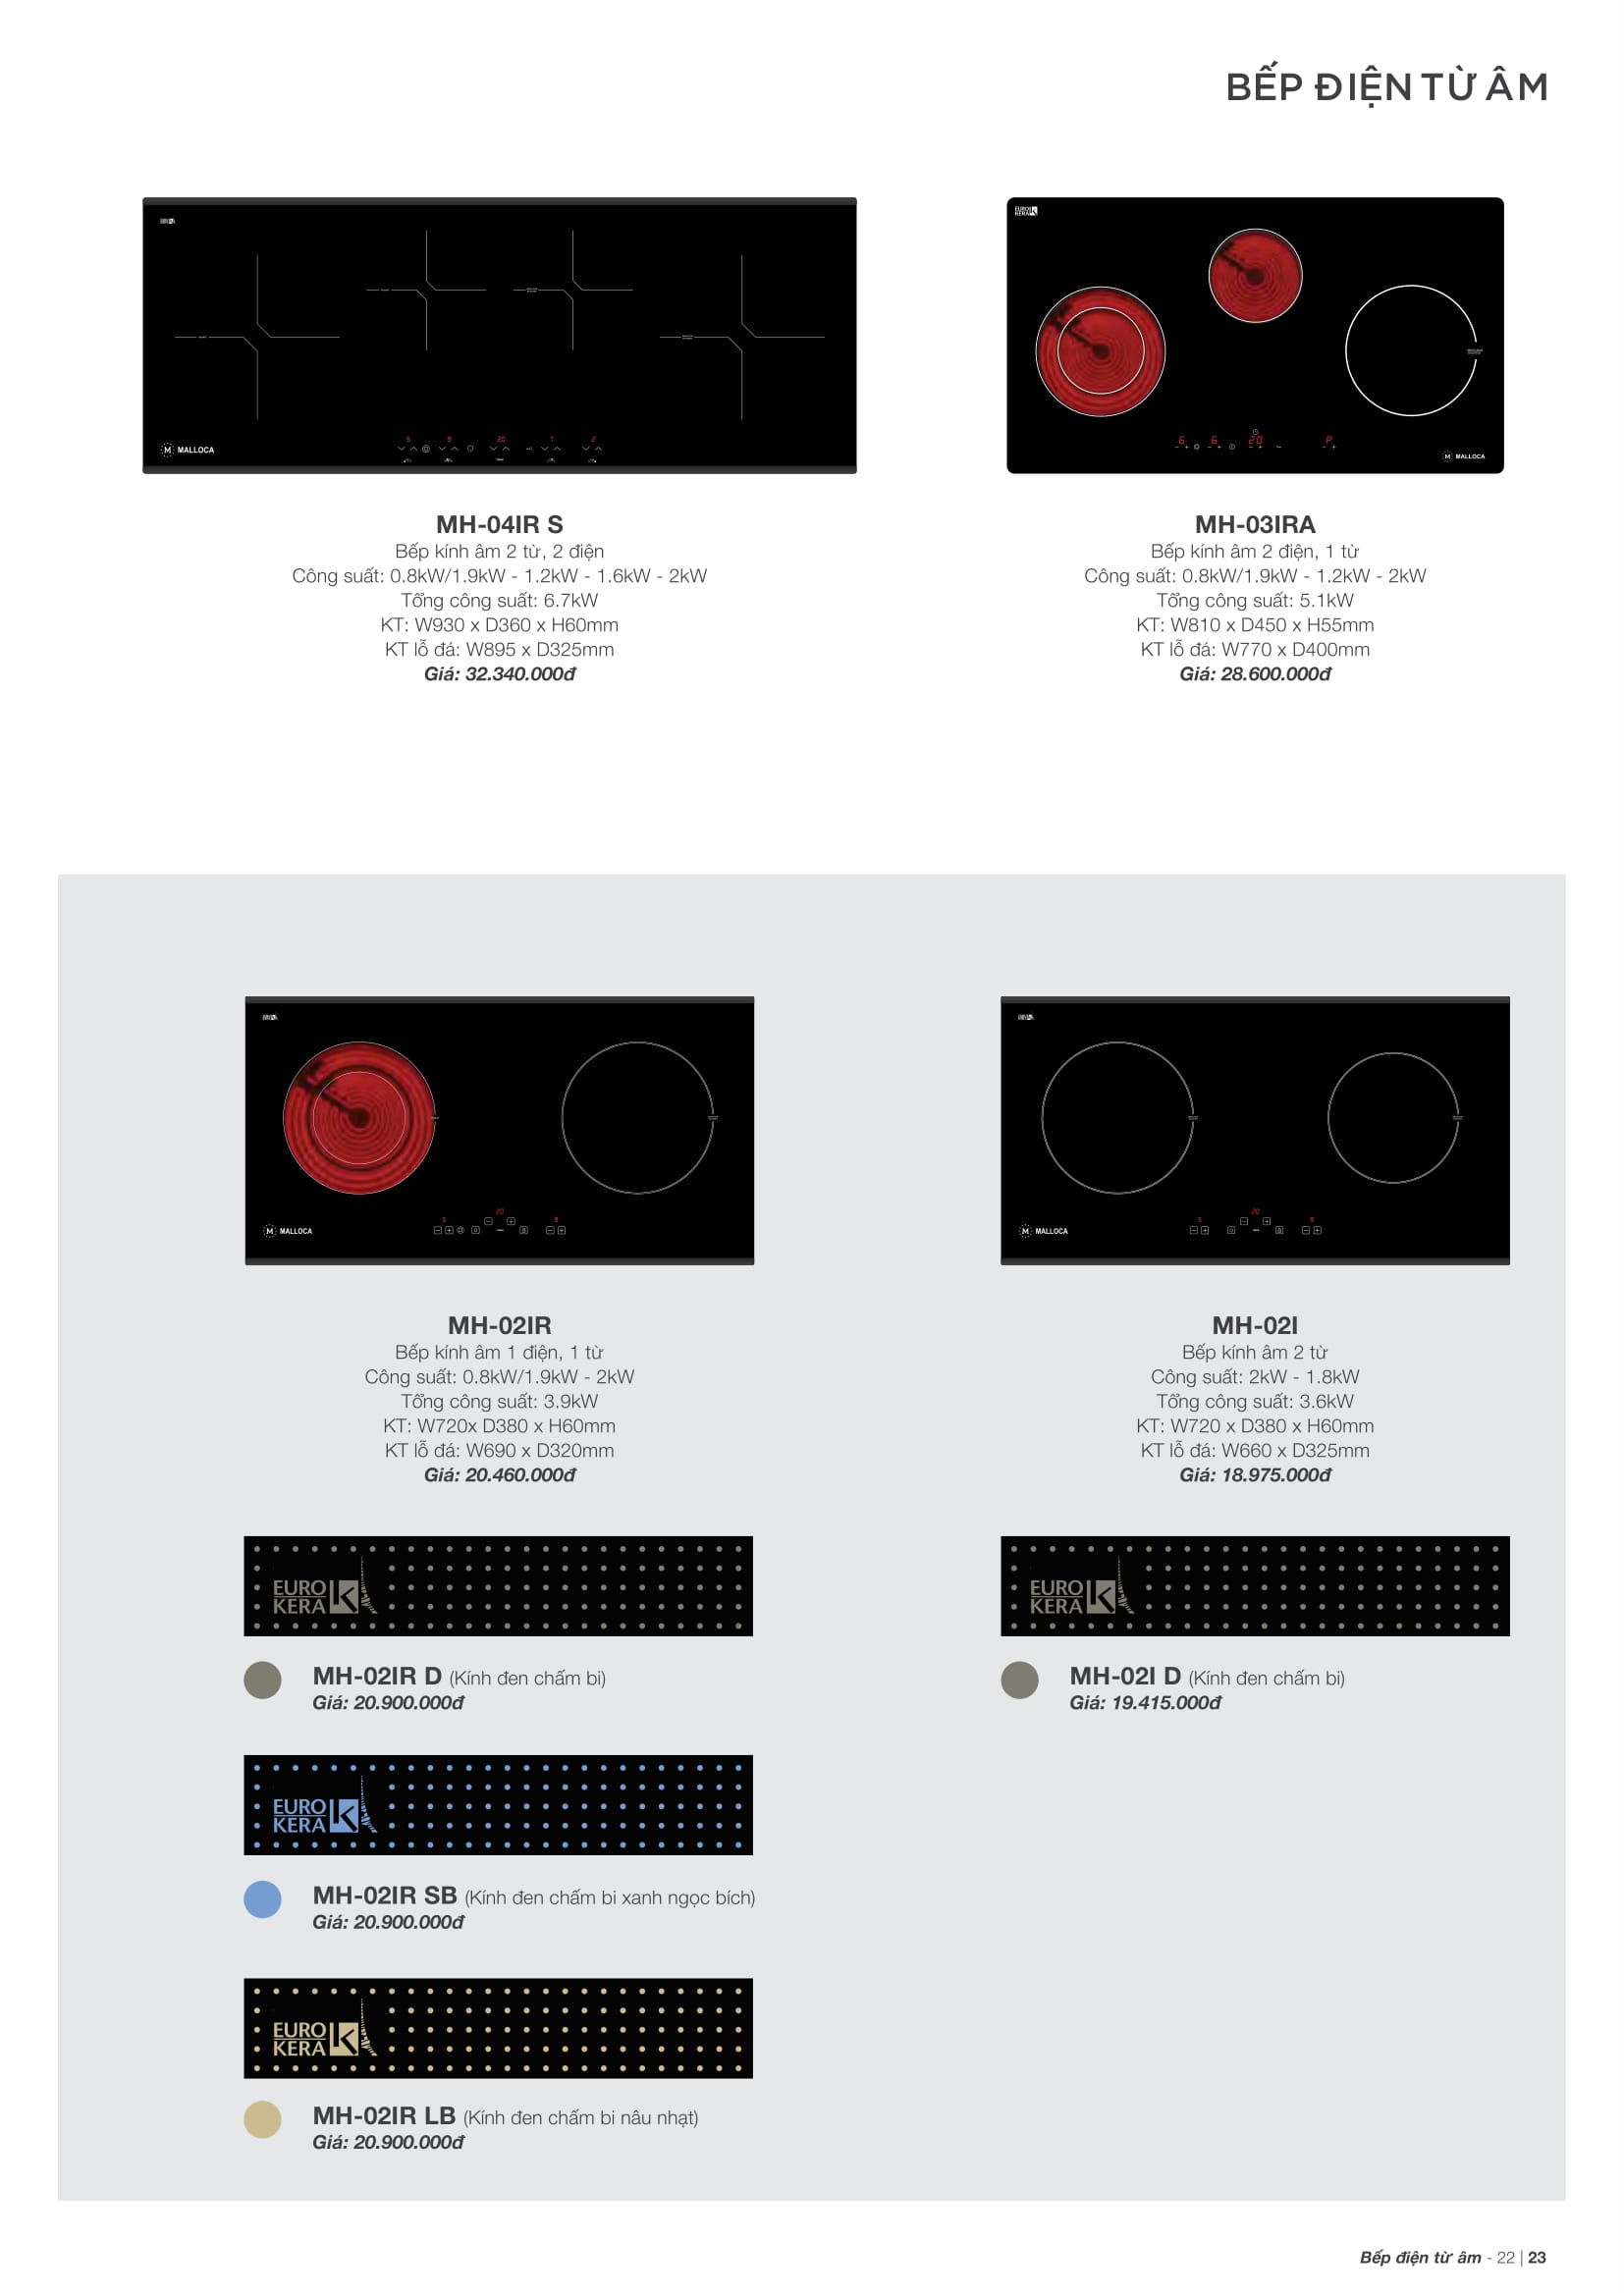 BẾP ĐIỆN TỪ ÂM
MALLOCA
EURO
KERA
MALLOCA
MH-04IR S
Bếp kính âm 2 từ, 2 điện
Công suất: 0.8kW/1.9kW - 1.2kW - 1.6kW - 2kW
Tổng công suất: 6.7kW
KT: W930 x D360 x H60mm
KT lỗ đá: W895 x D325mm
Giá: 32.340.000đ
MH-03IRA
Bếp kính âm 2 điện, 1 từ
Công suất: 0.8kW/1.9kW - 1.2kW - 2kW
Tổng công suất: 5.1kW
KT: W810 x D450 x H55mm
KT lỗ đá: W770 x D400mm
Giá: 28.600.000đ
MALLOCA
MALLOCA
MH-02IR
Bếp kính âm 1 điện, 1 từ
Công suất: 0.8kW/1.9kW - 2kW
Tổng công suất: 3.9kW
KT: W720x D380 x H60mm
KT lỗ đá: W690 x D320mm
Giá: 20.460.000đ
MH-02I
Bếp kính âm 2 từ
Công suất: 2kW - 1.8kW
Tổng công suất: 3.6kW
KT: W720 x D380 x H60mm
KT lỗ đá: W660 x D325mm
Giá: 18.975.000đ
EURO
KERA
MH-02IR D (Kính đen chấm bi)
Giá: 20.900.000đ
EURO
KERA
MH-02I D (Kính đen chấm bi)
Giá: 19.415.000đ
EURO
KERA
MH-02IR SB (Kính đen chấm bi xanh ngọc bích)
Giá: 20.900.000đ
EURO
KERA
MH-02IR LB (Kính đen chấm bi nâu nhạt)
Giá: 20.900.000đ
Bếp điện từ âm - 22 | 23